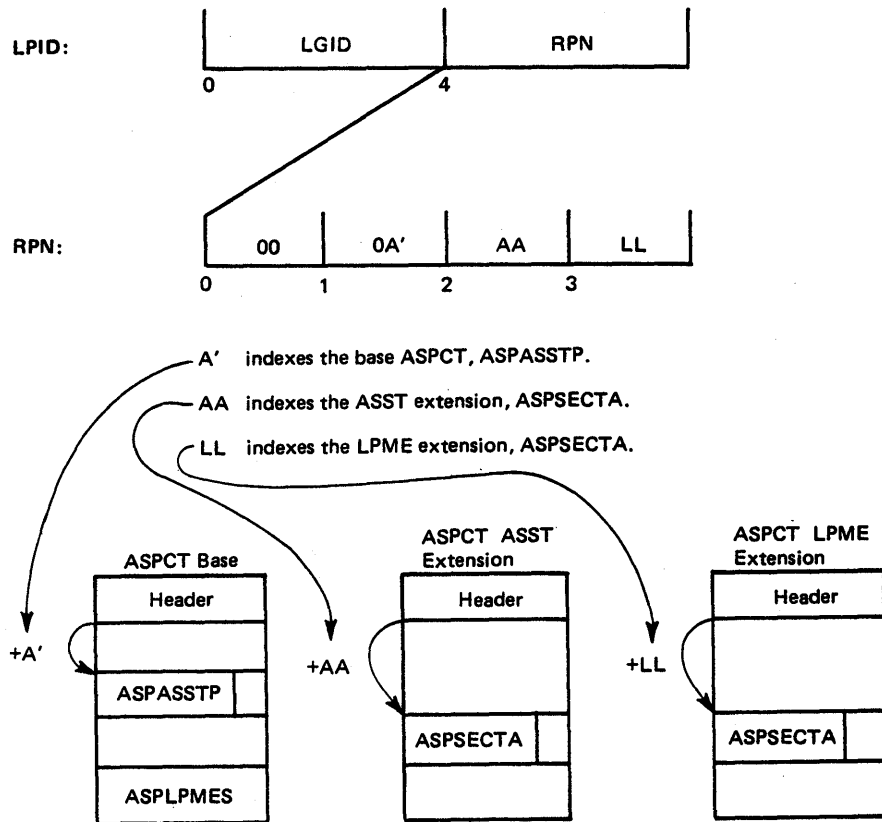 LPID: LGID RPN
0 4
RPN: 00 0A' AA LL
0 1 2 3
A' indexes the base ASPCT, ASPASSTP.
AA indexes the ASST extension, ASPSECTA.
LL indexes the LPME extension, ASPSECTA.
ASPCT Base
ASPCT ASST
Extension
ASPCT LPME
Extension
Header Header Header
+A' +AA +LL
ASPASSTP
ASPSECTA ASPSECTA
ASPLPMES